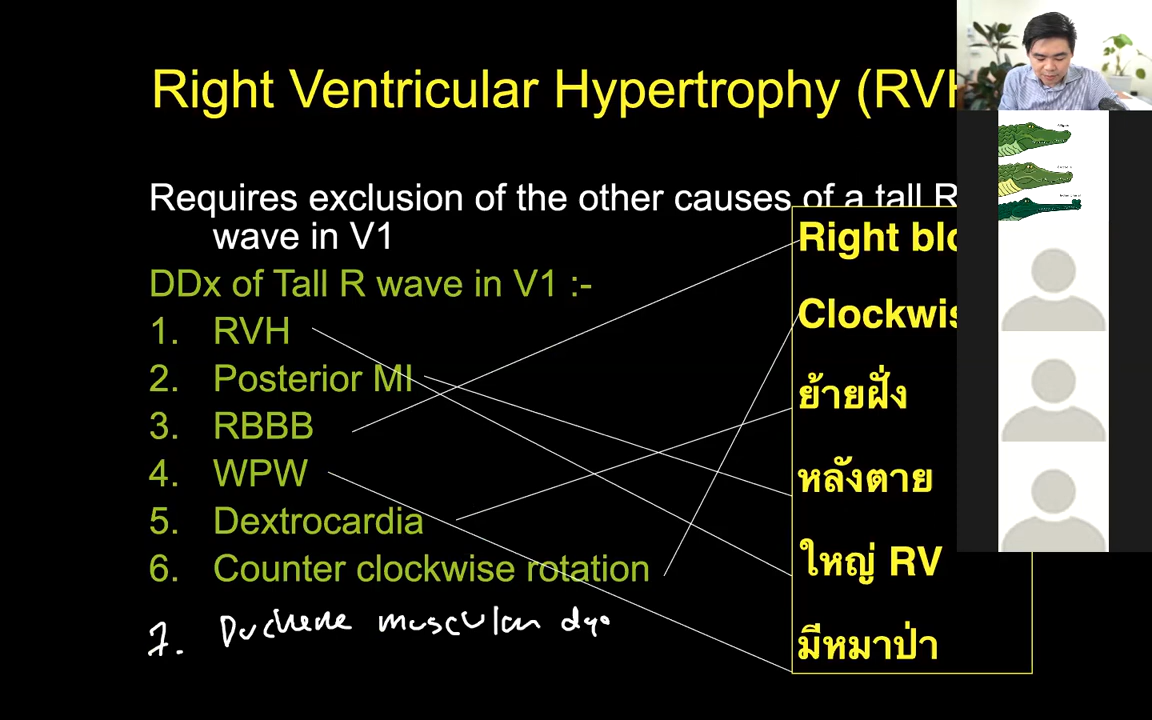 Right Ventricular Hypertrophy (RVH
Requires exclusion of the other causes of a tall R
wave in V1
DDx of Tall R wave in V1 :-
1. RVH
2. Posterior MI
3. RBBB
4. WPW
5. Dextrocardia
6. Counter clockwise rotation
7. Duchene muscular dys
Right blo
Clockwis
ย้ายฝั่ง
หลังตาย
ใหญ่ RV
มีหมาป่า